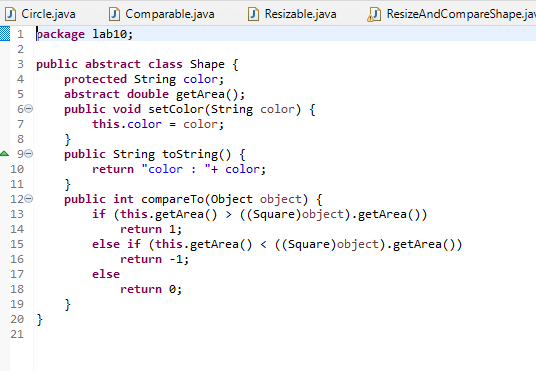 Circle.java Comparable.java Resizable.java ResizeAndCompareShape.jav
1 package lab10;
2
3 public abstract class Shape {
4 protected String color;
5 abstract double getArea();
6 public void setColor(String color) {
7 this.color = color;
8 }
9 public String toString() {
10 return "color : "+ color;
11 }
12 public int compareTo(Object object) {
13 if (this.getArea() > ((Square)object).getArea())
14 return 1;
15 else if (this.getArea() < ((Square)object).getArea())
16 return -1;
17 else
18 return 0;
19 }
20 }
21